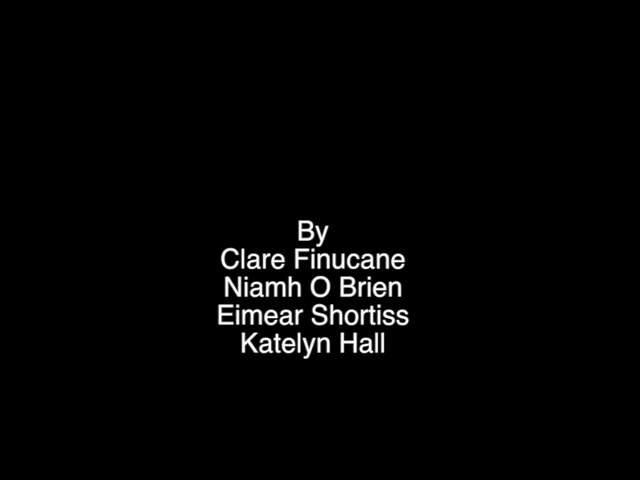 By
Clare Finucane
Niamh O Brien
Eimear Shortiss
Katelyn Hall